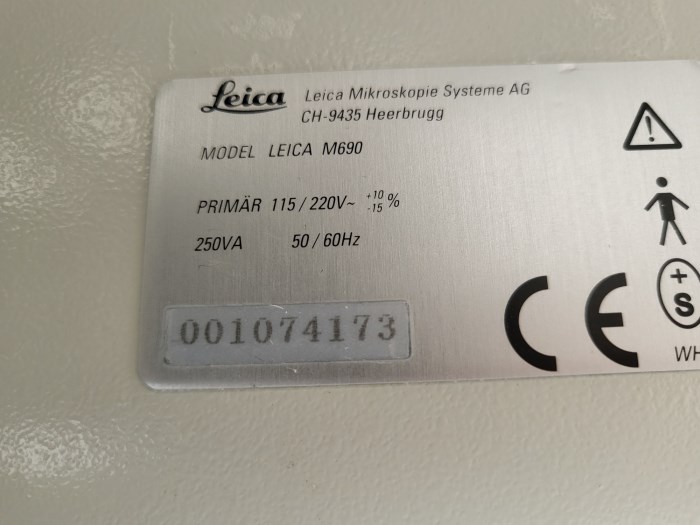 Leica Leica Mikroskopie Systeme AG
CH-9435 Heerbrugg
MODEL LEICA M690
PRIMÄR 115/220V~ +10 -15 %
250VA 50/60Hz
001074173
CE
+
S
WH